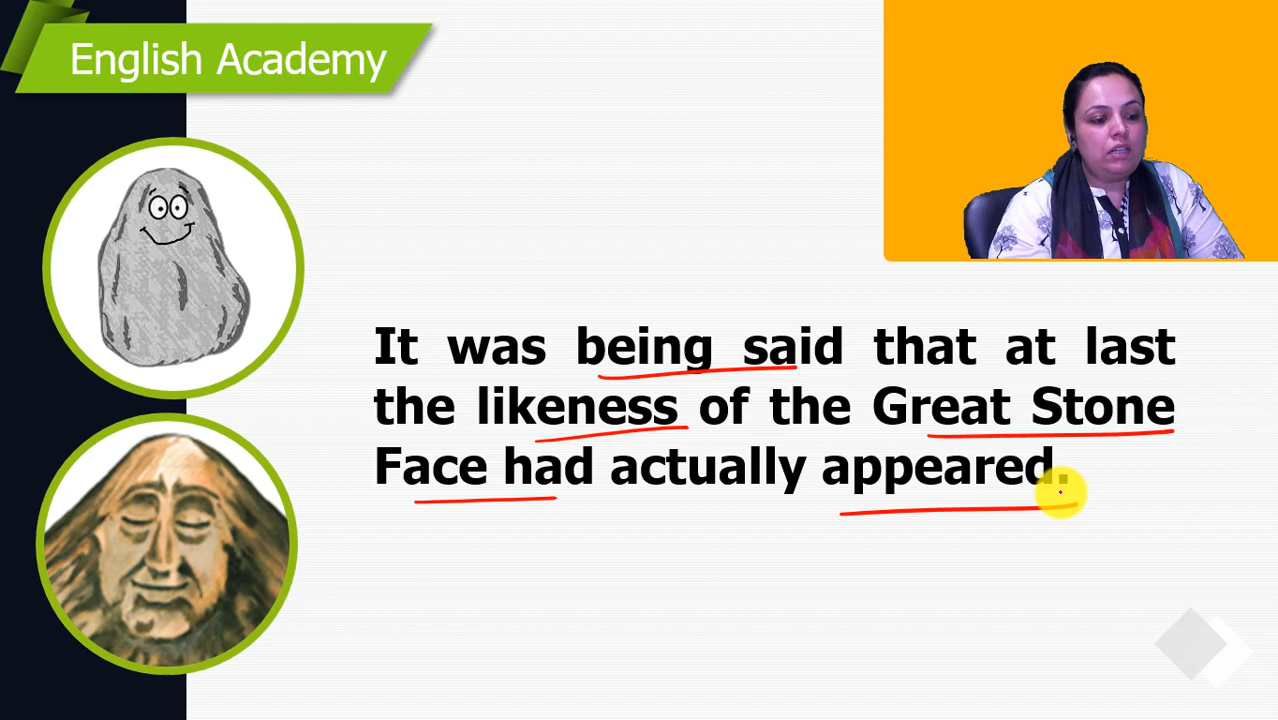 English Academy
It was being said that at last
the likeness of the Great Stone
Face had actually appeared.